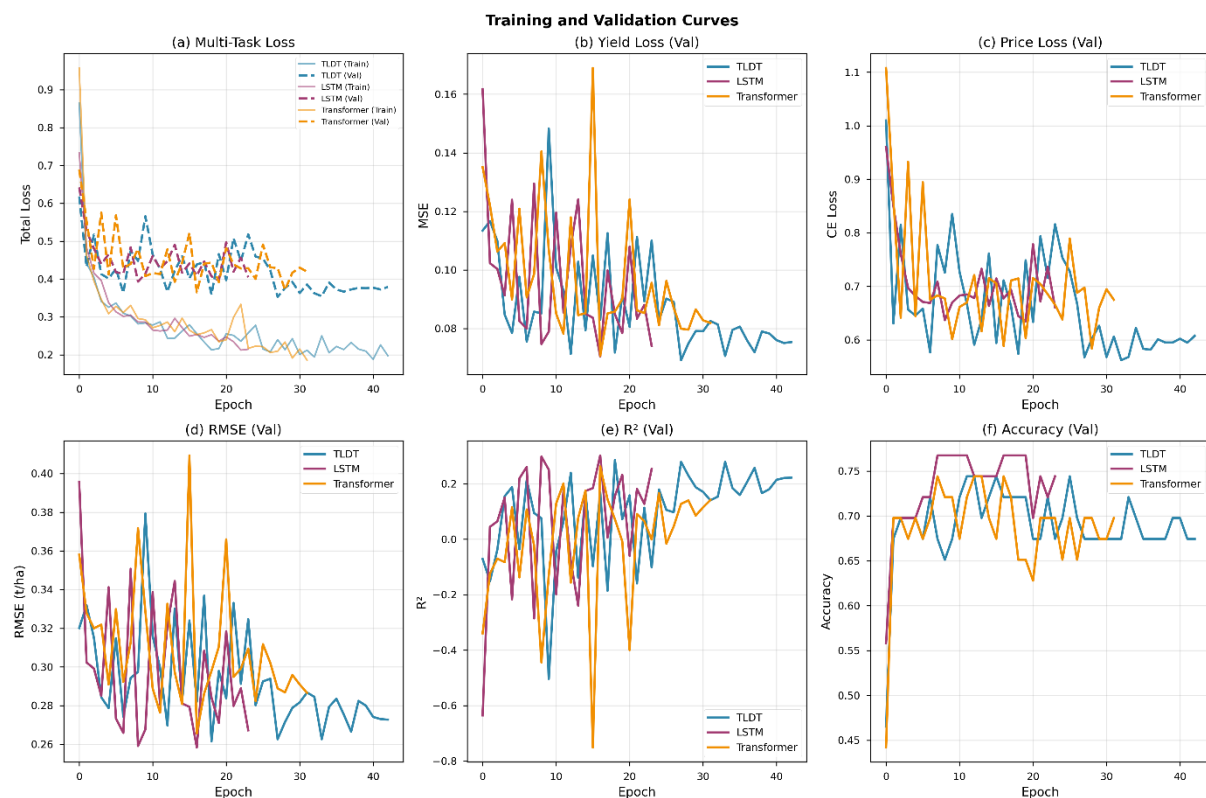 Training and Validation Curves
(a) Multi-Task Loss
Total Loss
0.9
0.8
0.7
0.6
0.5
0.4
0.3
0.2
TLDT (Train)
TLDT (Val)
LSTM (Train)
LSTM (Val)
Transformer (Train)
Transformer (Val)
0 10 20 30 40
Epoch
(b) Yield Loss (Val)
MSE
0.16
0.14
0.12
0.10
0.08
TLDT
LSTM
Transformer
0 10 20 30 40
Epoch
(c) Price Loss (Val)
CE Loss
1.1
1.0
0.9
0.8
0.7
0.6
TLDT
LSTM
Transformer
0 10 20 30 40
Epoch
(d) RMSE (Val)
RMSE (t/ha)
0.40
0.38
0.36
0.34
0.32
0.30
0.28
0.26
TLDT
LSTM
Transformer
0 10 20 30 40
Epoch
(e) R² (Val)
R²
0.2
0.0
−0.2
−0.4
−0.6
−0.8
TLDT
LSTM
Transformer
0 10 20 30 40
Epoch
(f) Accuracy (Val)
Accuracy
0.75
0.70
0.65
0.60
0.55
0.50
0.45
TLDT
LSTM
Transformer
0 10 20 30 40
Epoch